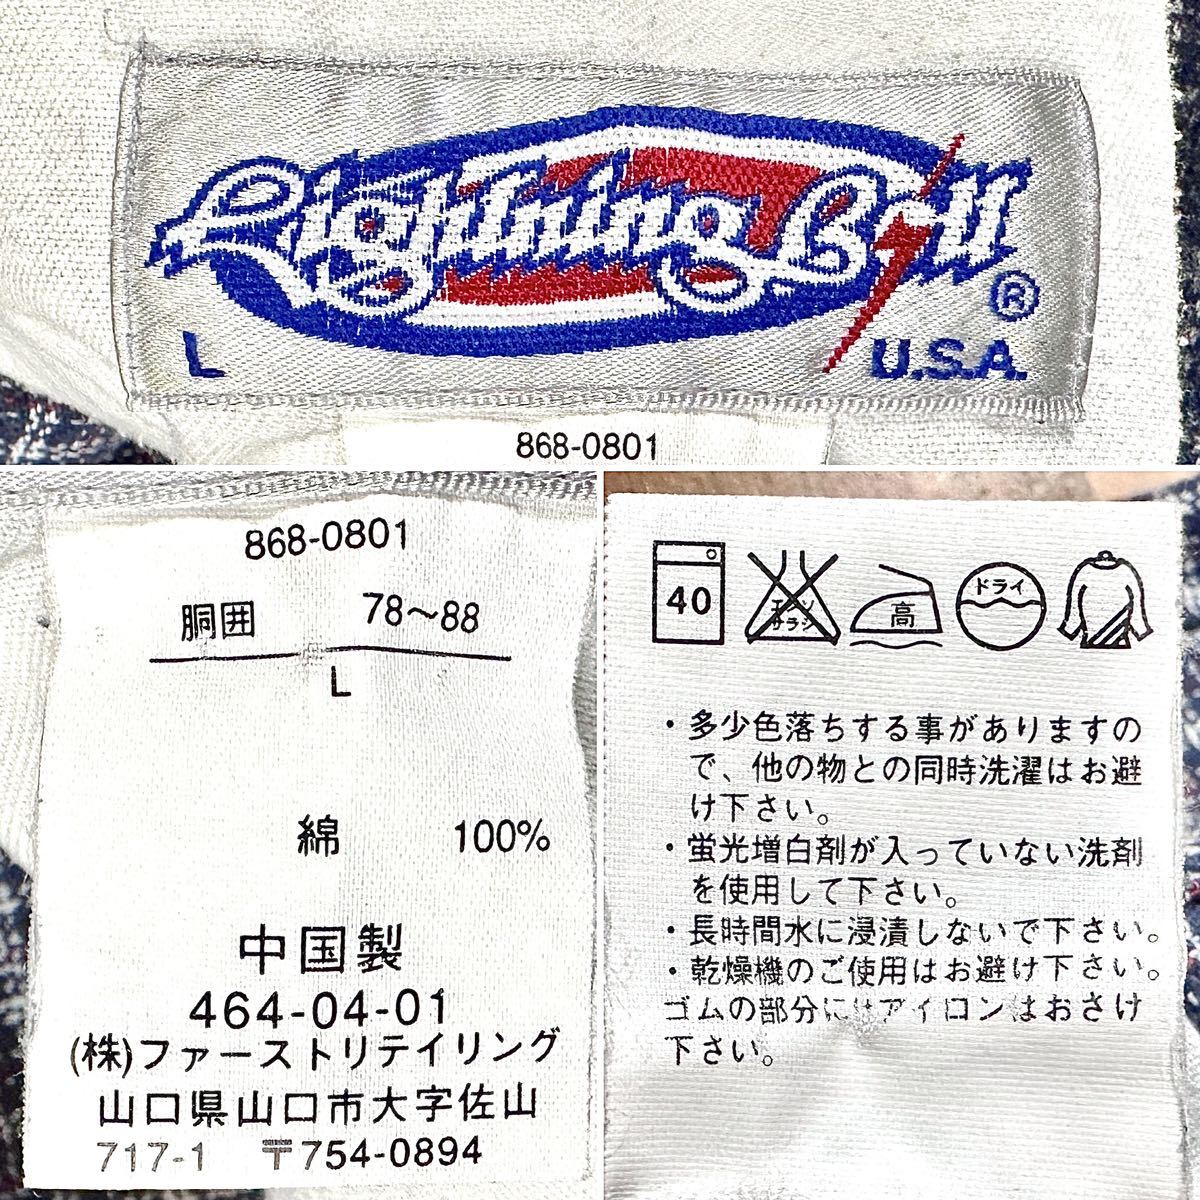 Lightning Bolt
®
L
U.S.A.
868-0801
868-0801
胴囲 78〜88
L
綿 100%
中国製
464-04-01
(株)ファーストリテイリング
山口県山口市大字佐山
717-1 〒754-0894
40 エンソサラシ 高 ドライ
・多少色落ちする事がありますの
で、他の物との同時洗濯はお避
け下さい。
・蛍光増白剤が入っていない洗剤
を使用して下さい。
・長時間水に浸漬しないで下さい。
・乾燥機のご使用はお避け下さい。
ゴムの部分にはアイロンはおさけ
下さい。